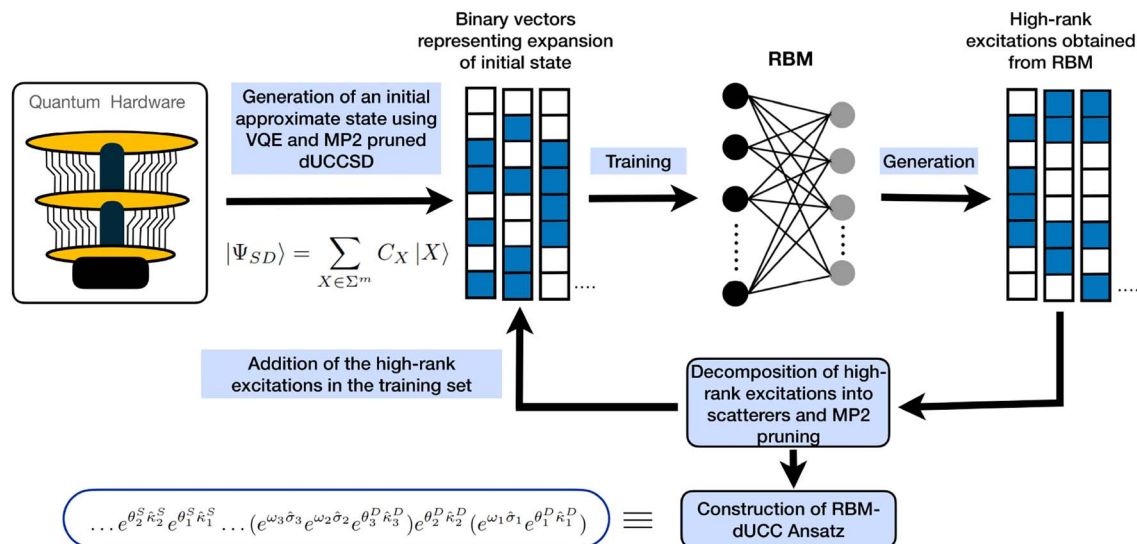 Quantum Hardware
Generation of an initial
approximate state using
VQE and MP2 pruned
dUCCSD
|Ψ_{SD}⟩ = ∑_{X∈Σ^m} C_X |X⟩
Binary vectors
representing expansion
of initial state
....
Training
RBM
Generation
High-rank
excitations obtained
from RBM
....
Addition of the high-rank
excitations in the training set
Decomposition of high-
rank excitations into
scatterers and MP2
pruning
Construction of RBM-
dUCC Ansatz
≡
... e^{θ_2^S κ̂_2^S} e^{θ_1^S κ̂_1^S} ... (e^{ω_3 σ̂_3} e^{ω_2 σ̂_2} e^{θ_3^D κ̂_3^D}) e^{θ_2^D κ̂_2^D} (e^{ω_1 σ̂_1} e^{θ_1^D κ̂_1^D})